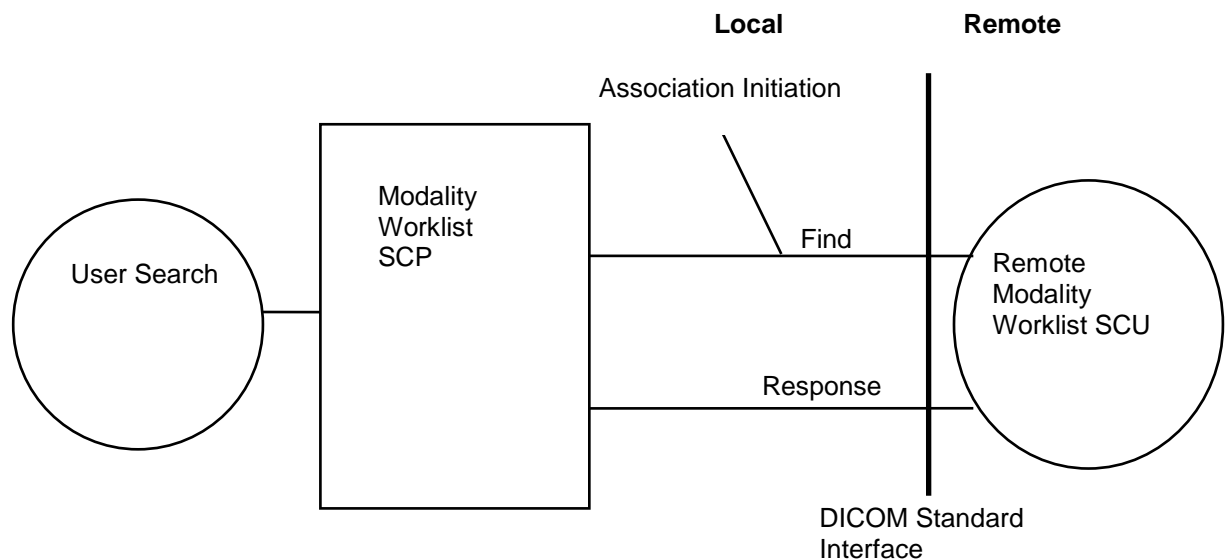 Local
Remote
Association Initiation
Modality
Worklist
SCP
User Search
Find
Remote
Modality
Worklist SCU
Response
DICOM Standard
Interface